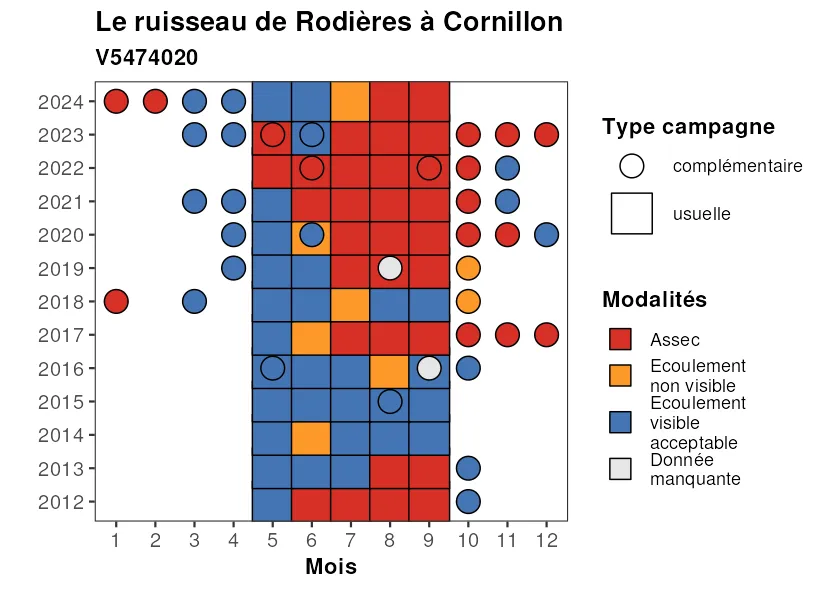 Le ruisseau de Rodières à Cornillon
V5474020
2024
2023
2022
2021
2020
2019
2018
2017
2016
2015
2014
2013
2012
1 2 3 4 5 6 7 8 9 10 11 12
Mois
Type campagne
complémentaire
usuelle
Modalités
Assec
Ecoulement
non visible
Ecoulement
visible
acceptable
Donnée
manquante